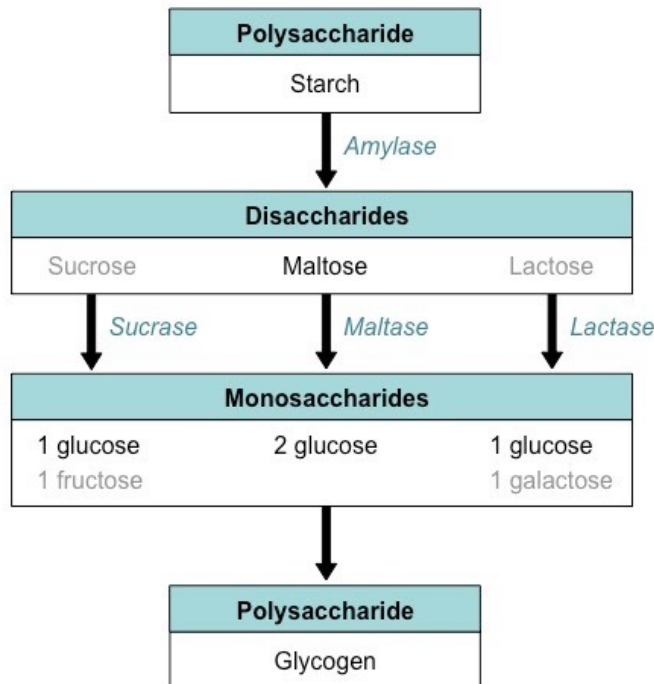 Polysaccharide
Starch
Amylase
Disaccharides
Sucrose Maltose Lactose
Sucrase Maltase Lactase
Monosaccharides
1 glucose 2 glucose 1 glucose
1 fructose 1 galactose
Polysaccharide
Glycogen